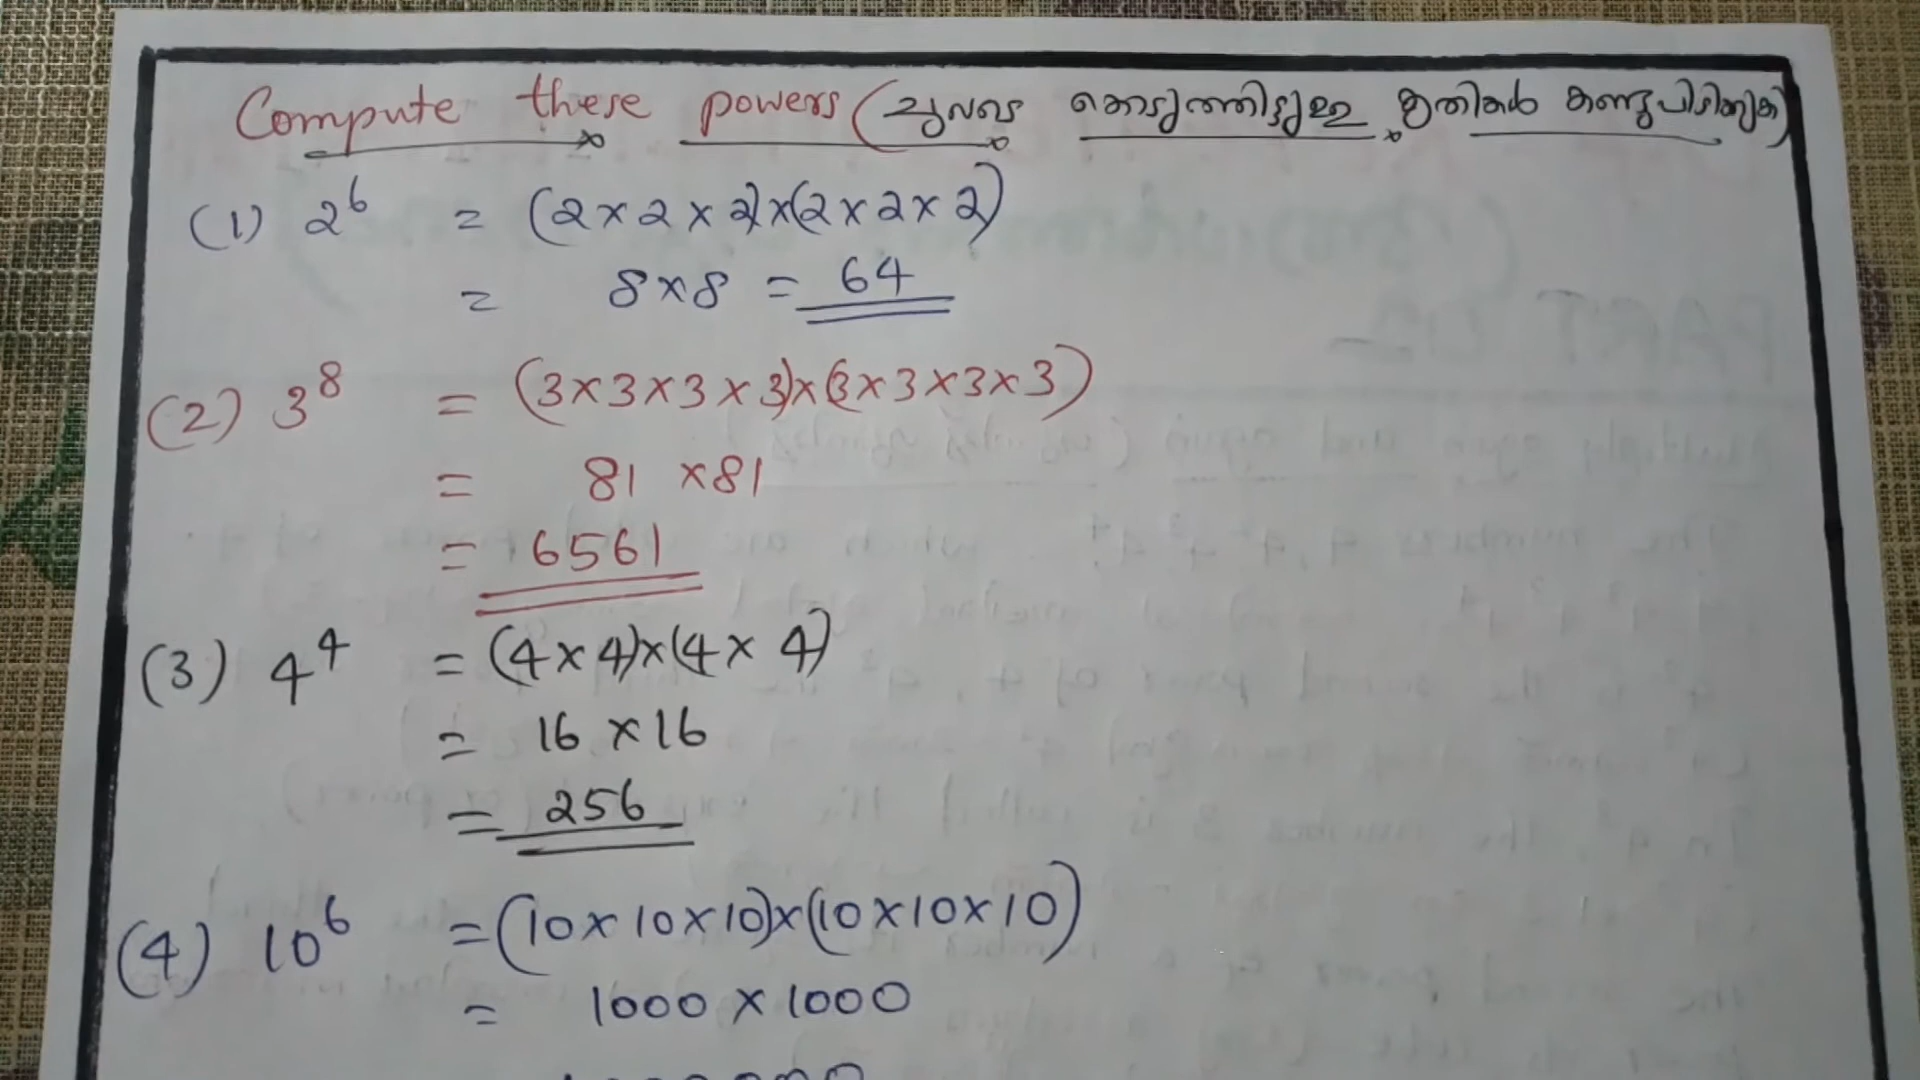 Compute these powers (ചുവടെ കൊടുത്തിട്ടുള്ള കൃതികൾ കണ്ടുപിടിക്കുക)
(1) 2⁶ = (2×2×2)×(2×2×2)
= 8×8 = 64
(2) 3⁸ = (3×3×3×3)×(3×3×3×3)
= 81 ×81
= 6561
(3) 4⁴ = (4×4)×(4×4)
= 16 ×16
= 256
(4) 10⁶ = (10×10×10)×(10×10×10)
= 1000 × 1000